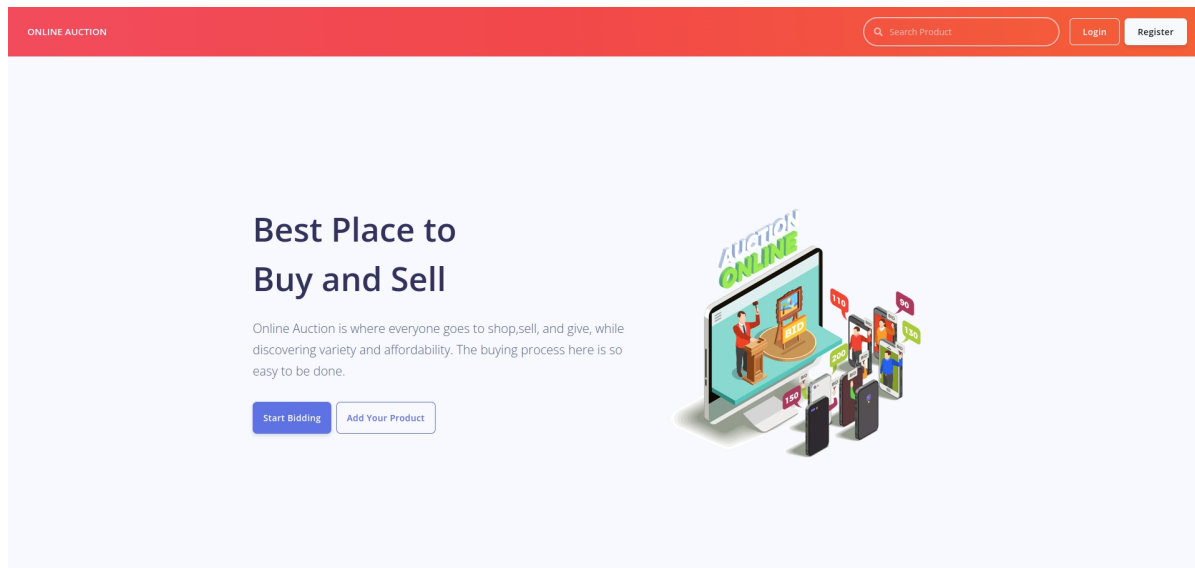 ONLINE AUCTION
Search Product
Login
Register
Best Place to
Buy and Sell
Online Auction is where everyone goes to shop,sell, and give, while
discovering variety and affordability. The buying process here is so
easy to be done.
Start Bidding
Add Your Product
AUCTION
ONLINE
BID
110
90
130
200
150